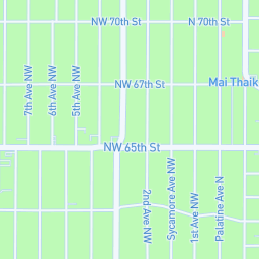 NW 70th St
N 70th St
NW 67th St
Mai Thaik
7th Ave NW
6th Ave NW
5th Ave NW
NW 65th St
2nd Ave NW
Sycamore Ave NW
1st Ave NW
Palatine Ave N